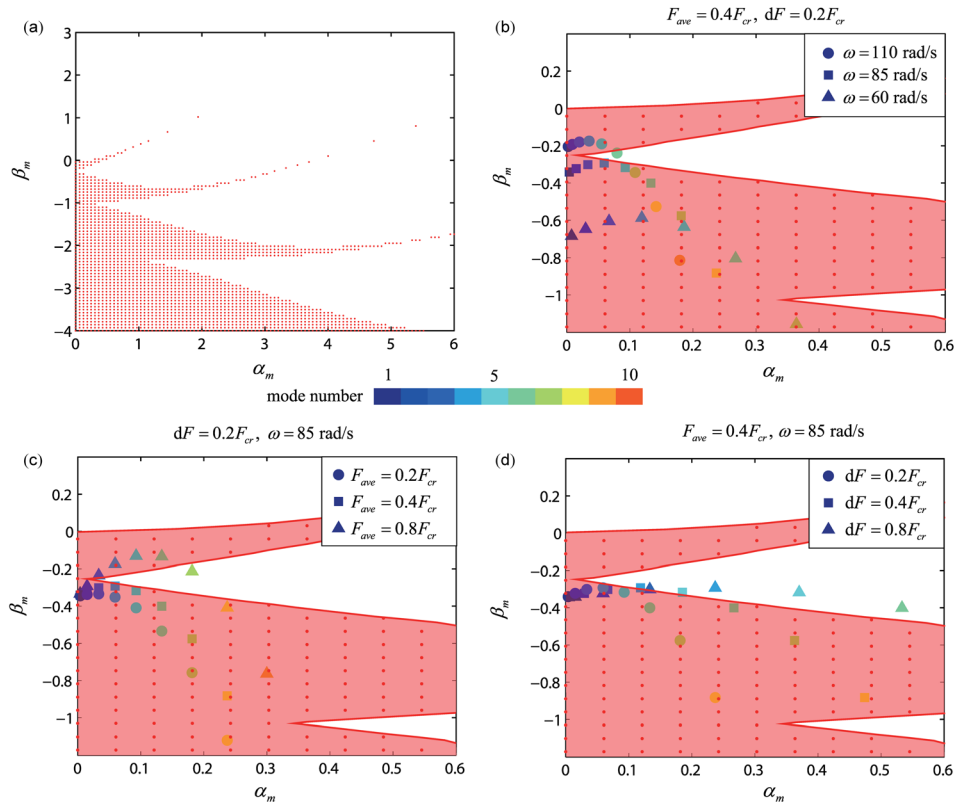 (a)
3
2
1
0
−1
−2
−3
−4
0 1 2 3 4 5 6
β_m
α_m
(b)
F_ave = 0.4F_cr, dF = 0.2F_cr
ω = 110 rad/s
ω = 85 rad/s
ω = 60 rad/s
0.2
0
−0.2
−0.4
−0.6
−0.8
−1
0 0.1 0.2 0.3 0.4 0.5 0.6
β_m
α_m
1 5 10
mode number
(c)
dF = 0.2F_cr, ω = 85 rad/s
F_ave = 0.2F_cr
F_ave = 0.4F_cr
F_ave = 0.8F_cr
0.2
0
−0.2
−0.4
−0.6
−0.8
−1
0 0.1 0.2 0.3 0.4 0.5 0.6
β_m
α_m
(d)
F_ave = 0.4F_cr, ω = 85 rad/s
dF = 0.2F_cr
dF = 0.4F_cr
dF = 0.8F_cr
0.2
0
−0.2
−0.4
−0.6
−0.8
−1
0 0.1 0.2 0.3 0.4 0.5 0.6
β_m
α_m